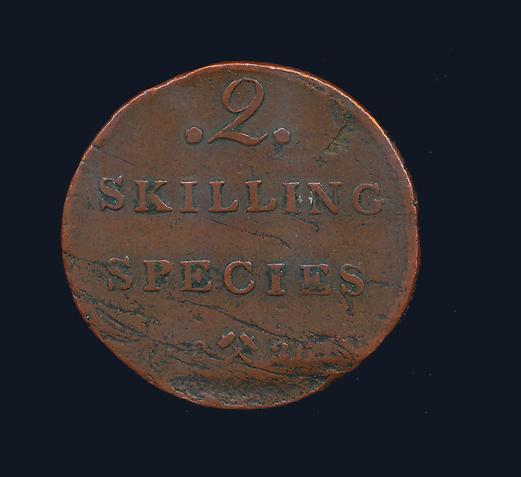 .2.
SKILLING
SPECIES